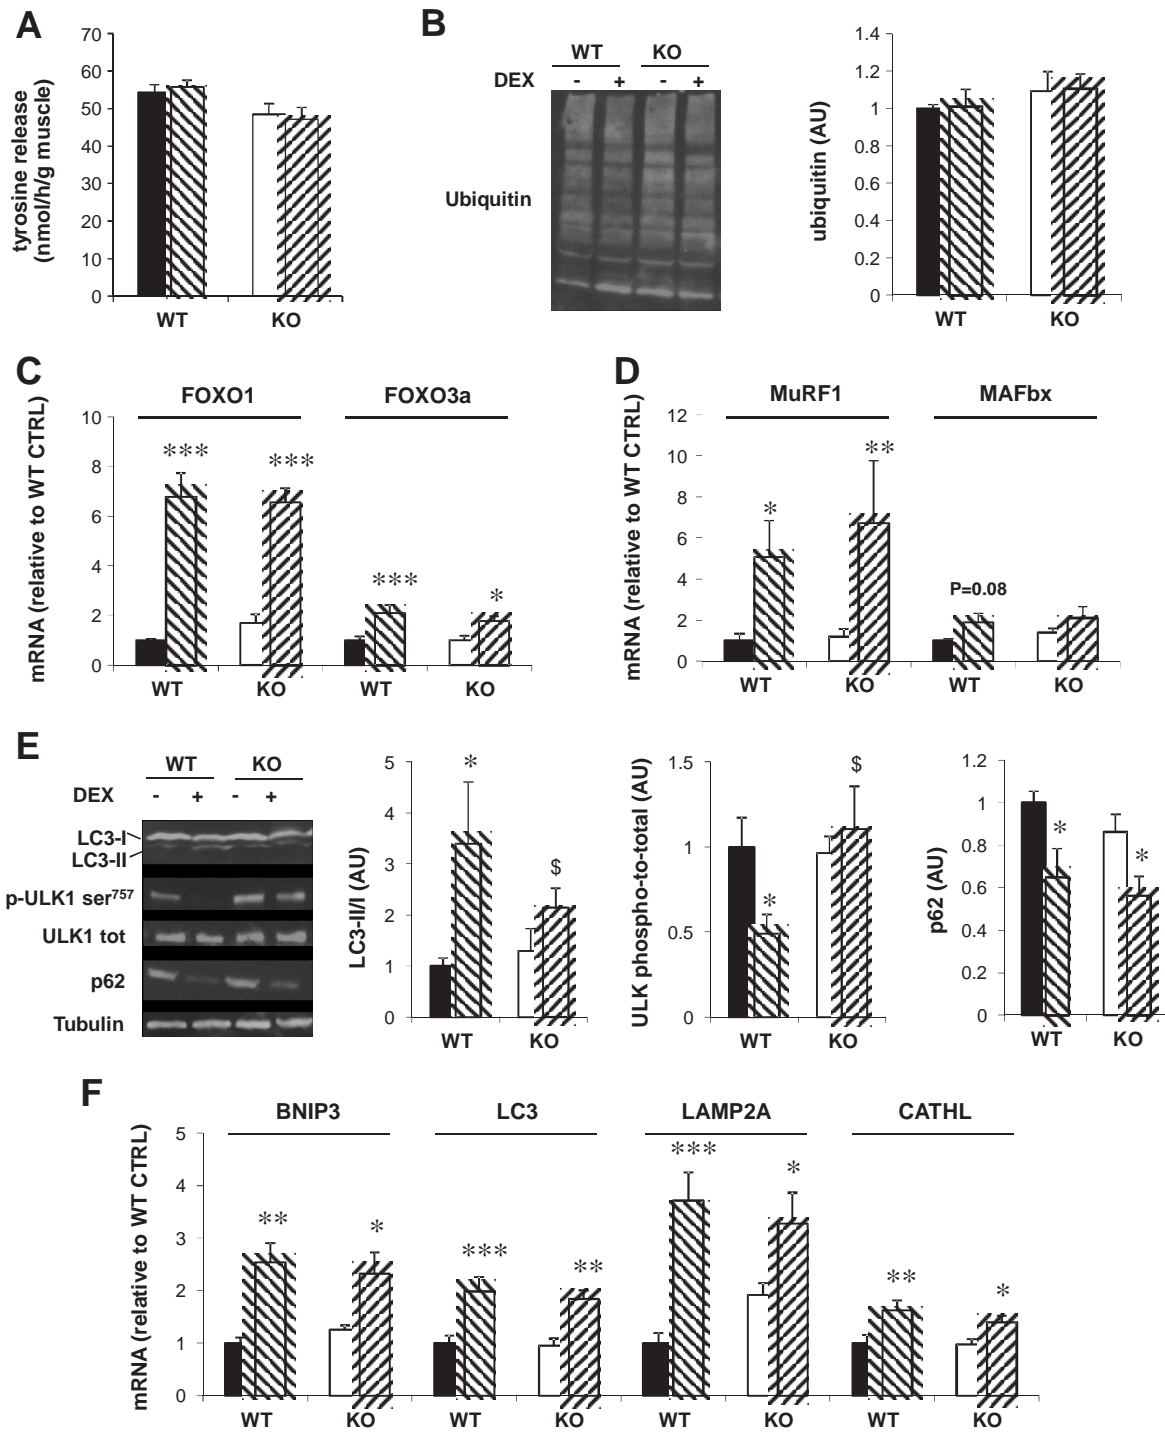 A
tyrosine release
(nmol/h/g muscle)
70
60
50
40
30
20
10
0
WT
KO
B
WT KO
DEX - + - +
Ubiquitin
ubiquitin (AU)
1.4
1.2
1
0.8
0.6
0.4
0.2
0
WT
KO
C
FOXO1
FOXO3a
mRNA (relative to WT CTRL)
10
8
6
4
2
0
***
***
***
*
WT
KO
WT
KO
D
MuRF1
MAFbx
mRNA (relative to WT CTRL)
12
10
8
6
4
2
0
*
**
P=0.08
WT
KO
WT
KO
E
WT KO
DEX - + - +
LC3-I
LC3-II
p-ULK1 ser757
ULK1 tot
p62
Tubulin
LC3-II/I (AU)
5
4
3
2
1
0
*
$
WT
KO
ULK phospho-to-total (AU)
1.5
1
0.5
0
*
$
WT
KO
p62 (AU)
1.2
1
0.8
0.6
0.4
0.2
0
*
*
WT
KO
F
BNIP3
LC3
LAMP2A
CATHL
mRNA (relative to WT CTRL)
5
4
3
2
1
0
**
*
***
**
***
*
**
*
WT
KO
WT
KO
WT
KO
WT
KO